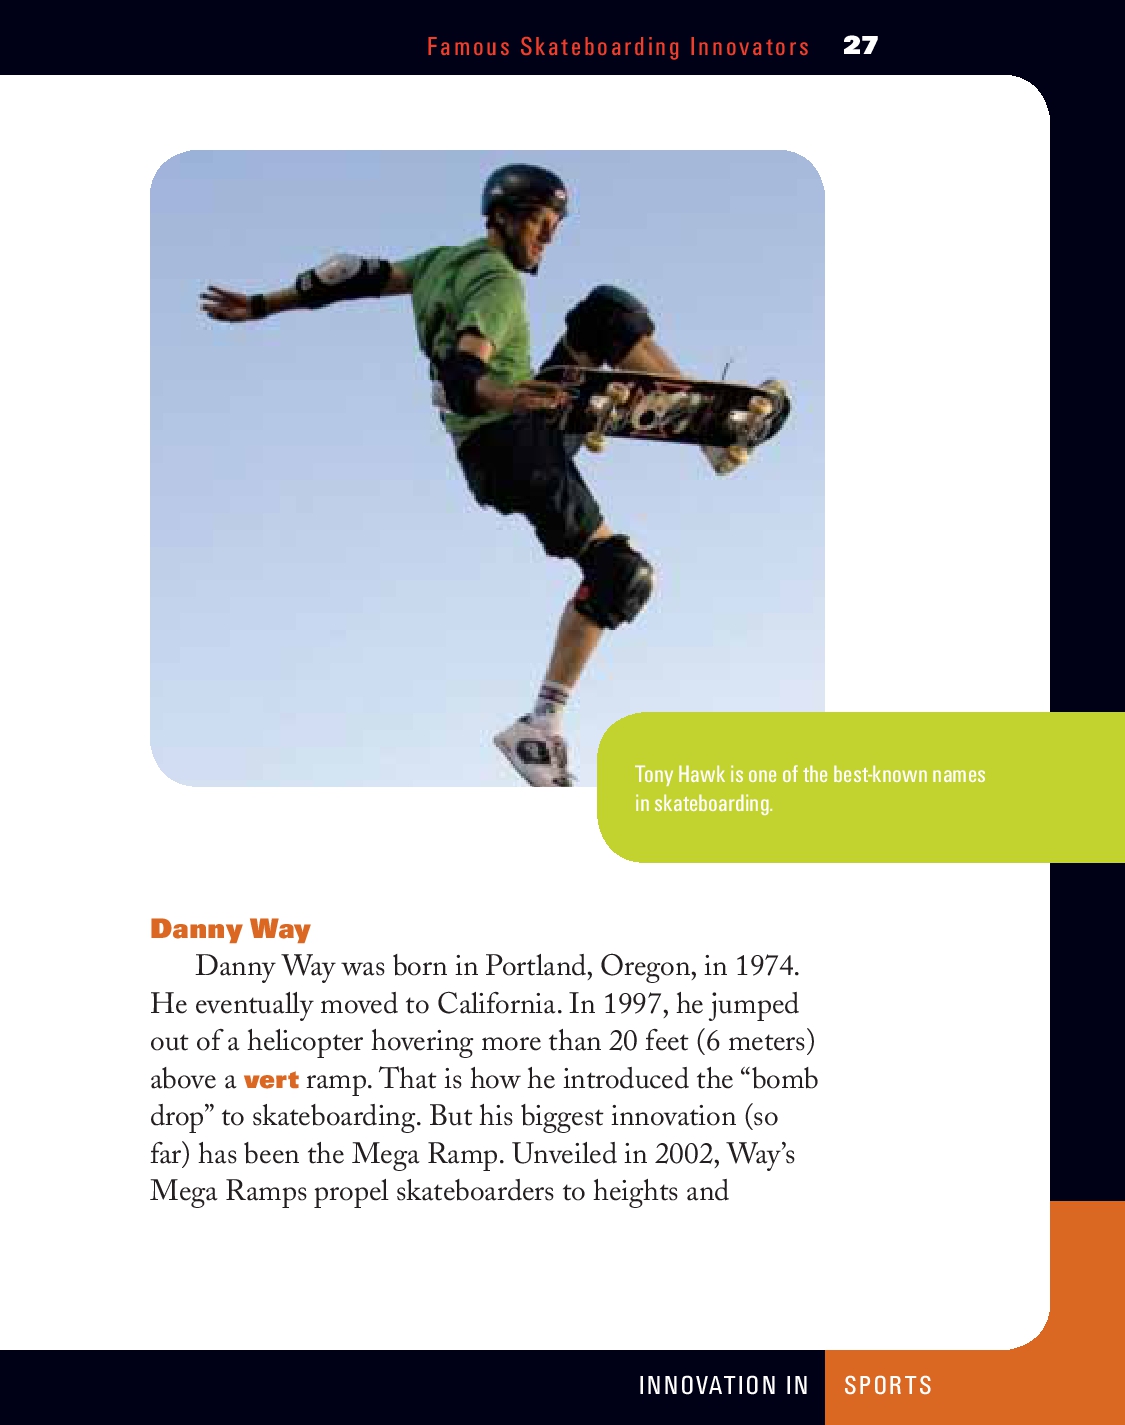 Famous Skateboarding Innovators 27
Tony Hawk is one of the best-known names
in skateboarding.
Danny Way
Danny Way was born in Portland, Oregon, in 1974.
He eventually moved to California. In 1997, he jumped
out of a helicopter hovering more than 20 feet (6 meters)
above a vert ramp. That is how he introduced the “bomb
drop” to skateboarding. But his biggest innovation (so
far) has been the Mega Ramp. Unveiled in 2002, Way’s
Mega Ramps propel skateboarders to heights and
INNOVATION IN SPORTS